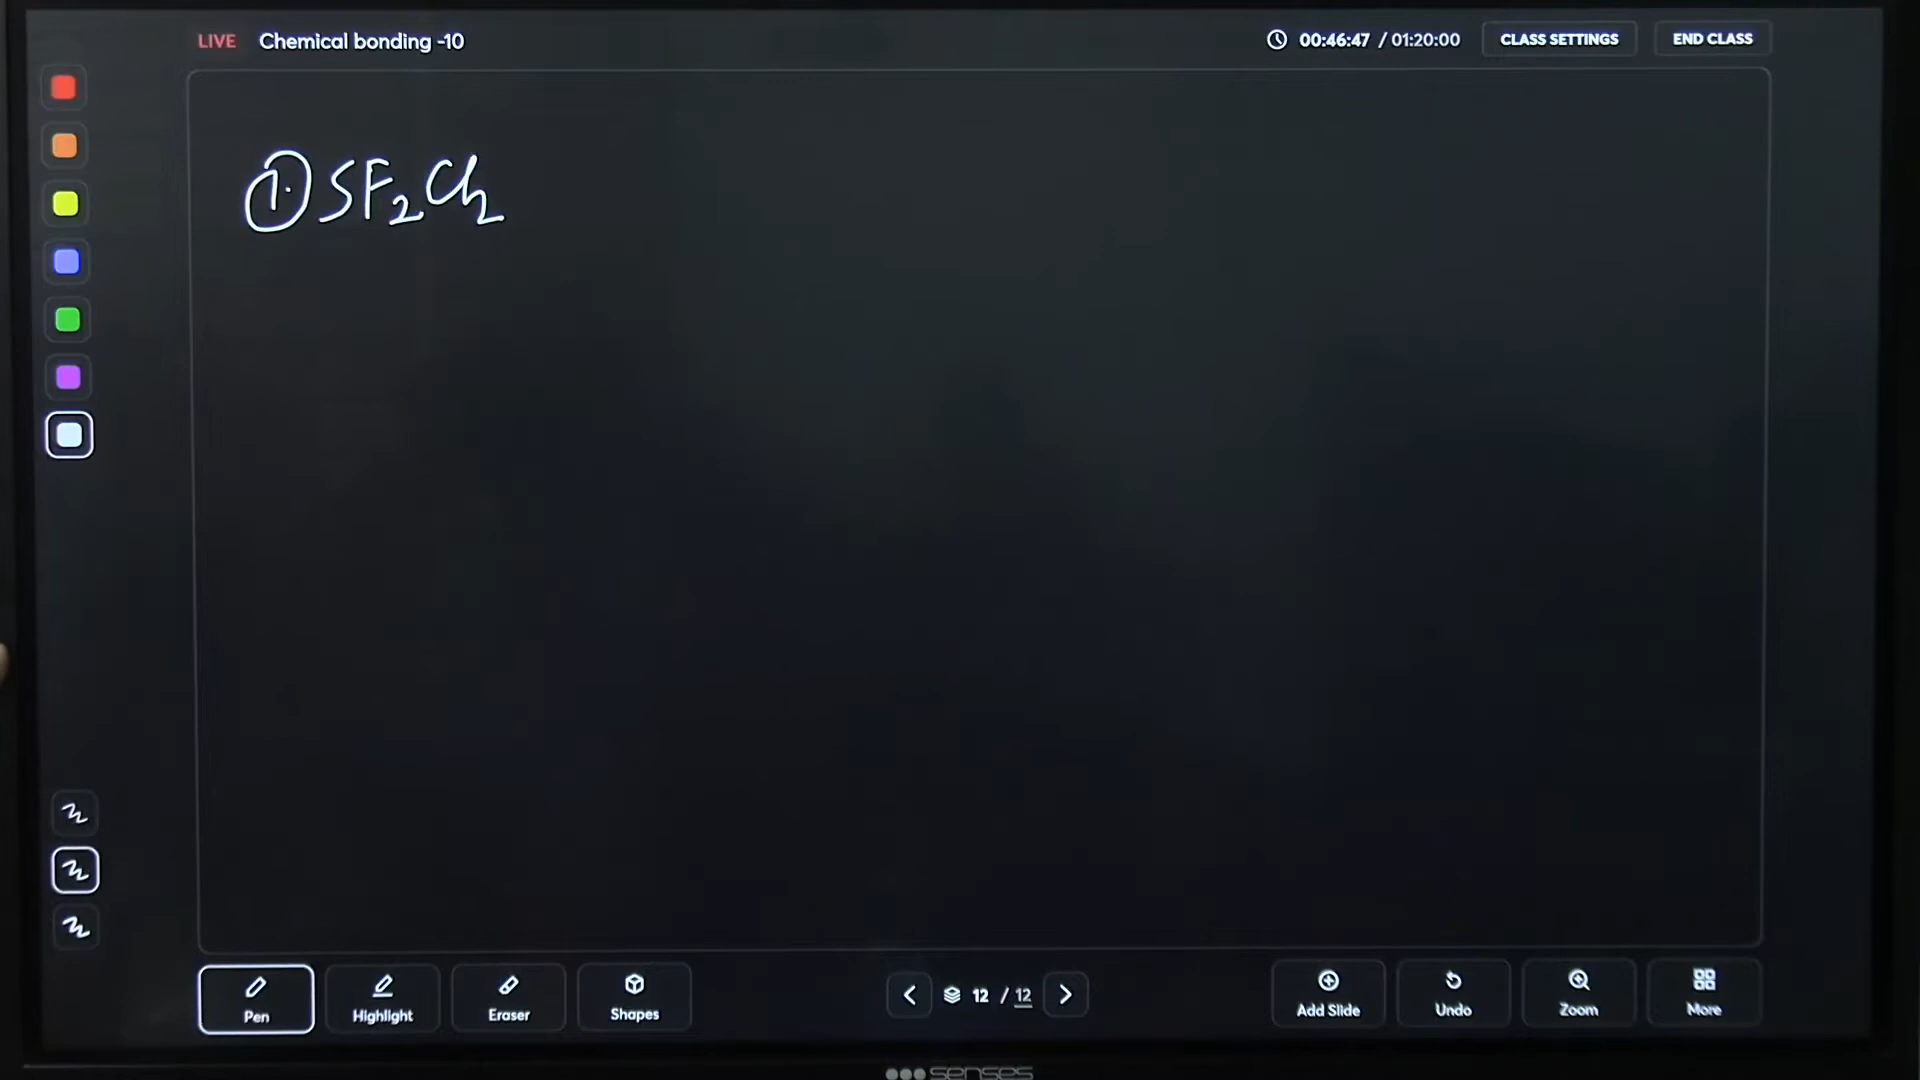 LIVE Chemical bonding -10 00:46:47 / 01:20:00 CLASS SETTINGS END CLASS
① SF₂Cl₂
Pen Highlight Eraser Shapes 12 / 12 Add Slide Undo Zoom More
senses